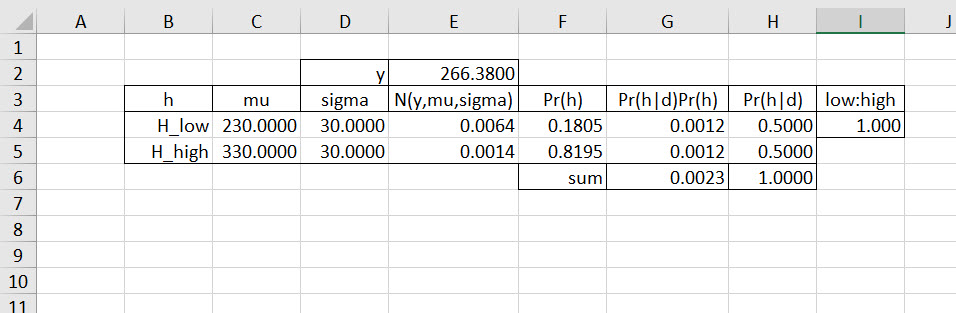 A B C D E F G H I J
1
2 y 266.3800
3 h mu sigma N(y,mu,sigma) Pr(h) Pr(h|d)Pr(h) Pr(h|d) low:high
4 H_low 230.0000 30.0000 0.0064 0.1805 0.0012 0.5000 1.000
5 H_high 330.0000 30.0000 0.0014 0.8195 0.0012 0.5000
6 sum 0.0023 1.0000
7
8
9
10
11